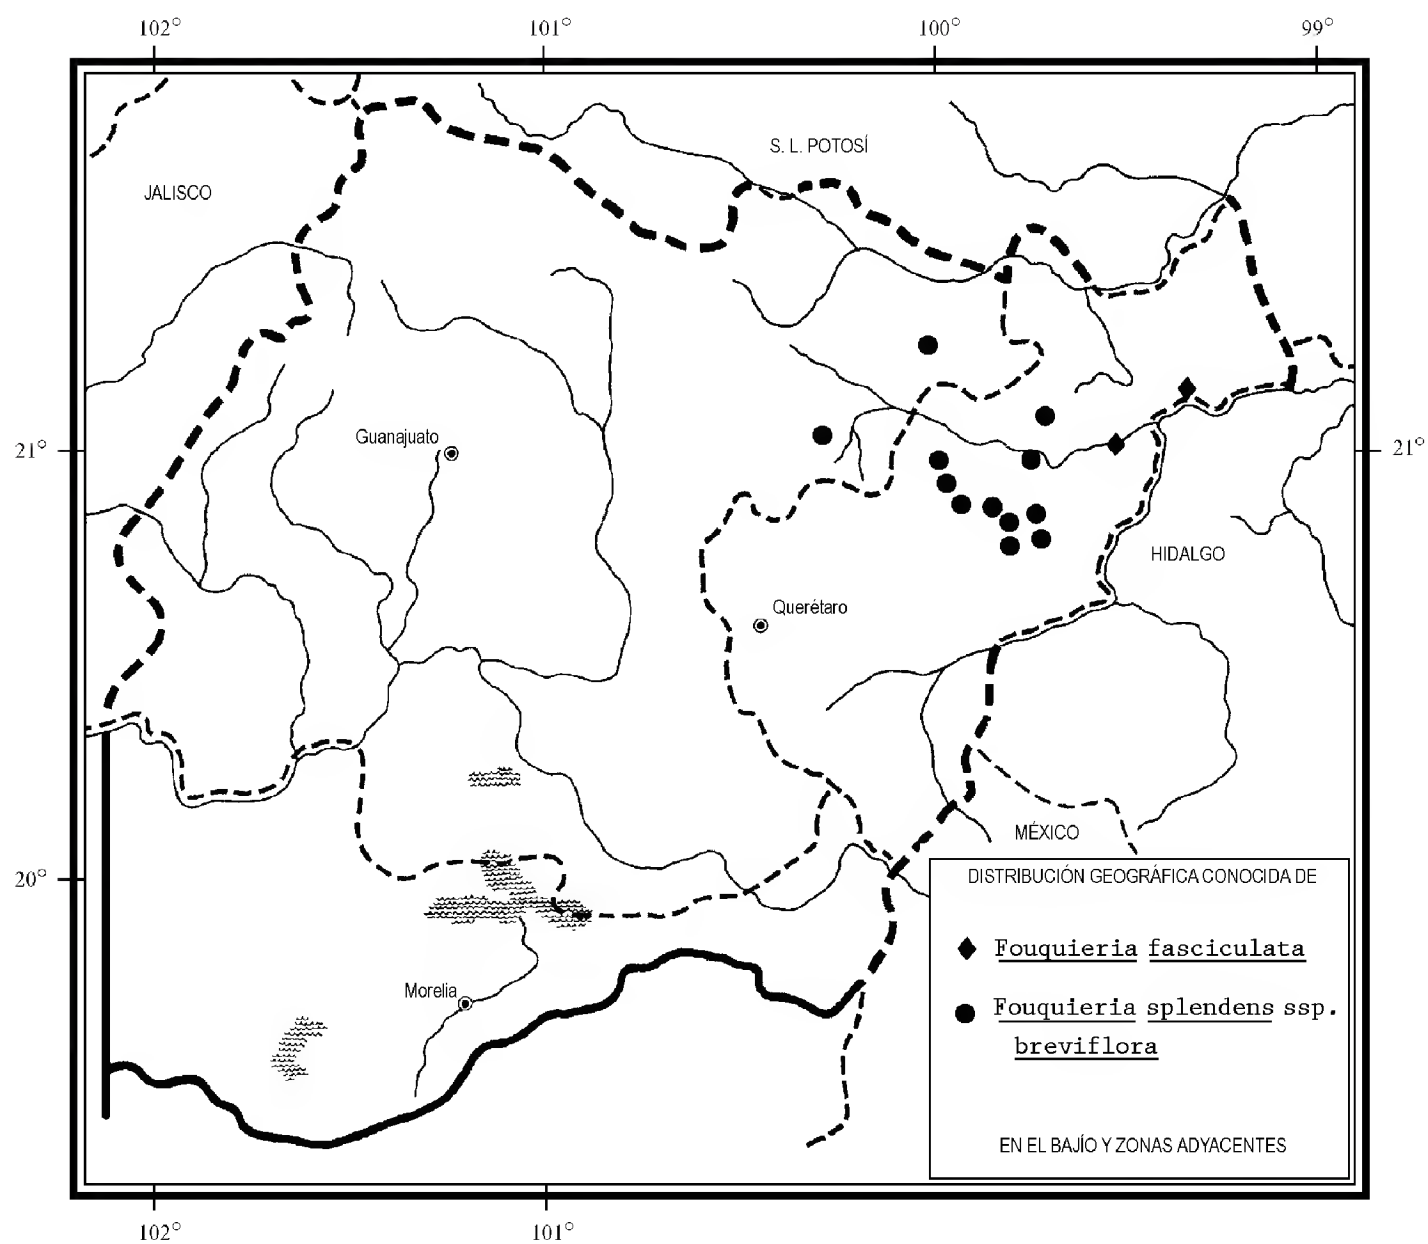 102° 101° 100° 99°
S. L. POTOSÍ
JALISCO
Guanajuato
21° 21°
HIDALGO
Querétaro
MÉXICO
20°
DISTRIBUCIÓN GEOGRÁFICA CONOCIDA DE
Fouquieria fasciculata
Morelia
Fouquieria splendens ssp.
breviflora
EN EL BAJÍO Y ZONAS ADYACENTES
102° 101°